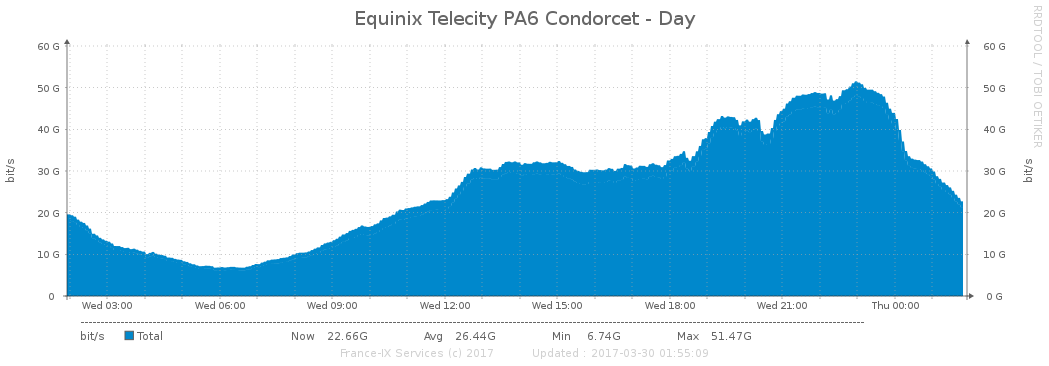 Equinix Telecity PA6 Condorcet - Day
RRDTOOL / TOBI OETIKER
60 G 60 G
50 G 50 G
40 G 40 G
30 G 30 G
20 G 20 G
10 G 10 G
0 0 G
bit/s bit/s
Wed 03:00 Wed 06:00 Wed 09:00 Wed 12:00 Wed 15:00 Wed 18:00 Wed 21:00 Thu 00:00
bit/s Total Now 22.66G Avg 26.44G Min 6.74G Max 51.47G
France-IX Services (c) 2017 Updated : 2017-03-30 01:55:09